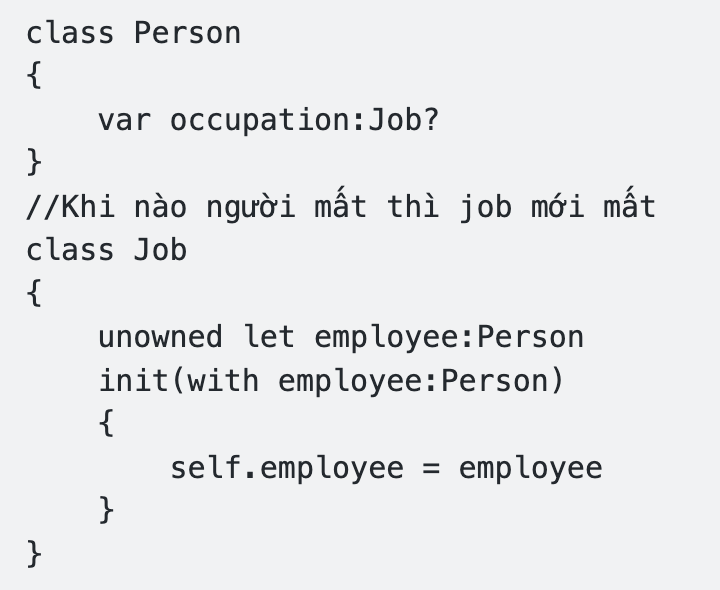 class Person
{
    var occupation:Job?
}
//Khi nào người mất thì job mới mất
class Job
{
    unowned let employee:Person
    init(with employee:Person)
    {
        self.employee = employee
    }
}